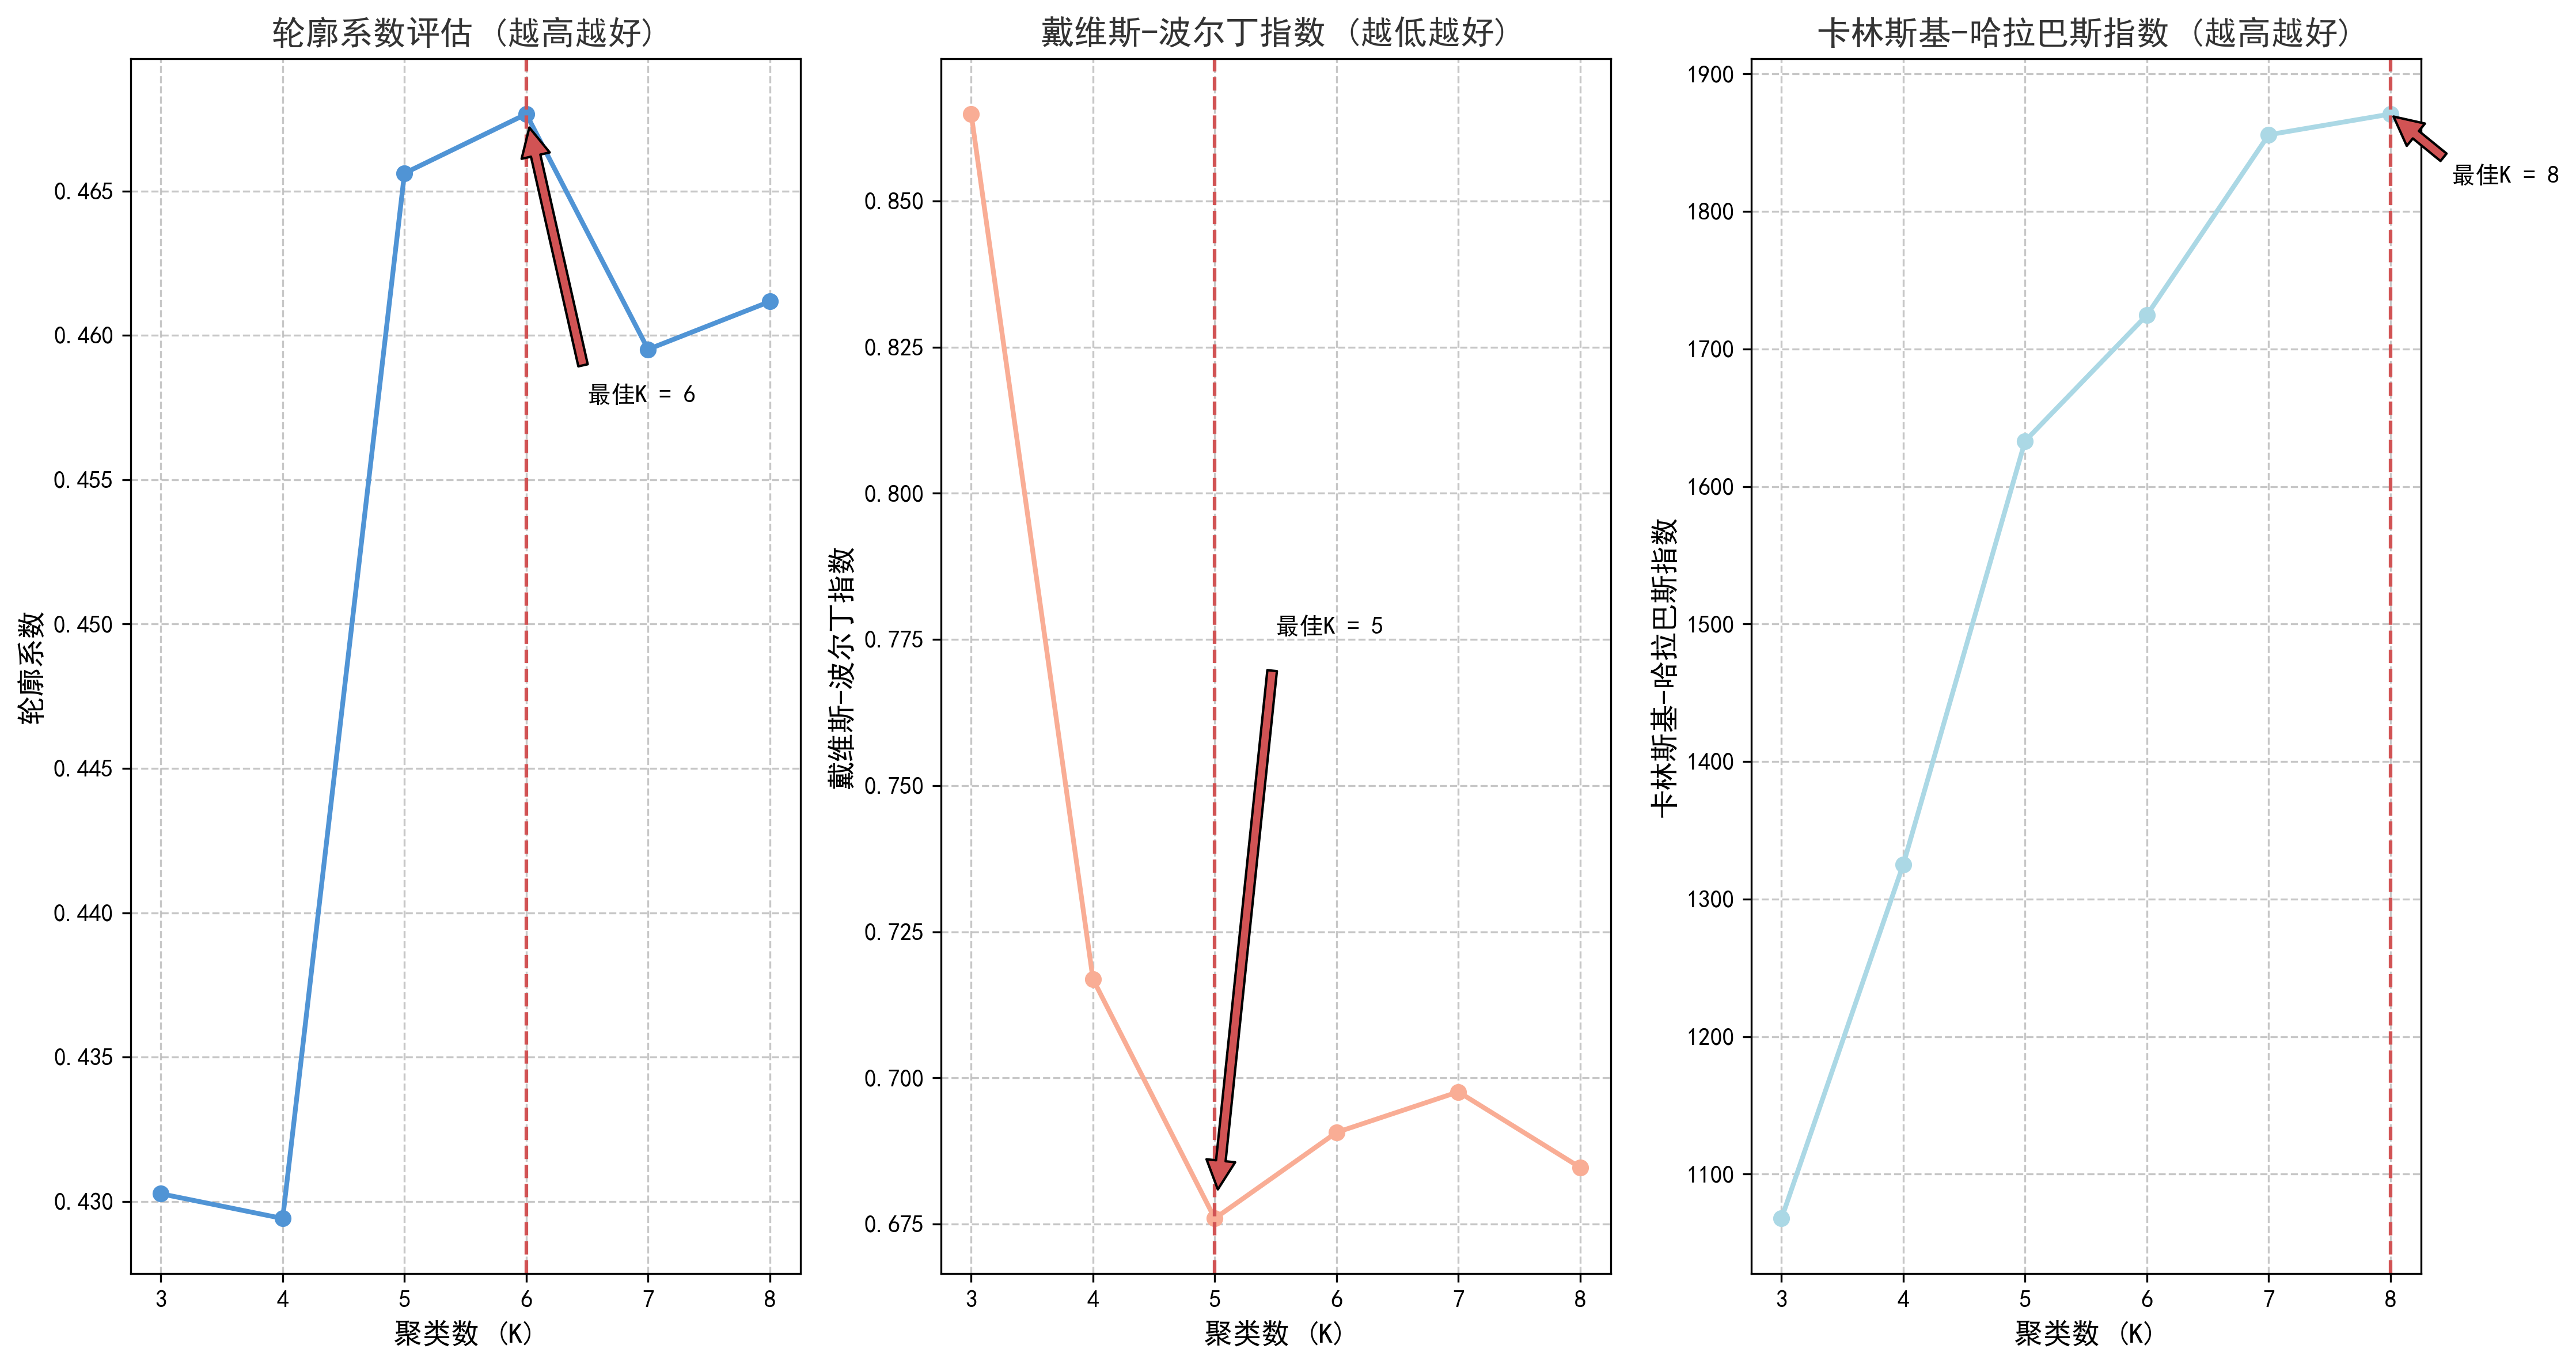 轮廓系数评估 (越高越好)
轮廓系数
0.465
0.460
0.455
0.450
0.445
0.440
0.435
0.430
最佳K = 6
3 4 5 6 7 8
聚类数 (K)
戴维斯-波尔丁指数 (越低越好)
戴维斯-波尔丁指数
0.850
0.825
0.800
0.775
0.750
0.725
0.700
0.675
最佳K = 5
3 4 5 6 7 8
聚类数 (K)
卡林斯基-哈拉巴斯指数 (越高越好)
卡林斯基-哈拉巴斯指数
1900
1800
1700
1600
1500
1400
1300
1200
1100
最佳K = 8
3 4 5 6 7 8
聚类数 (K)